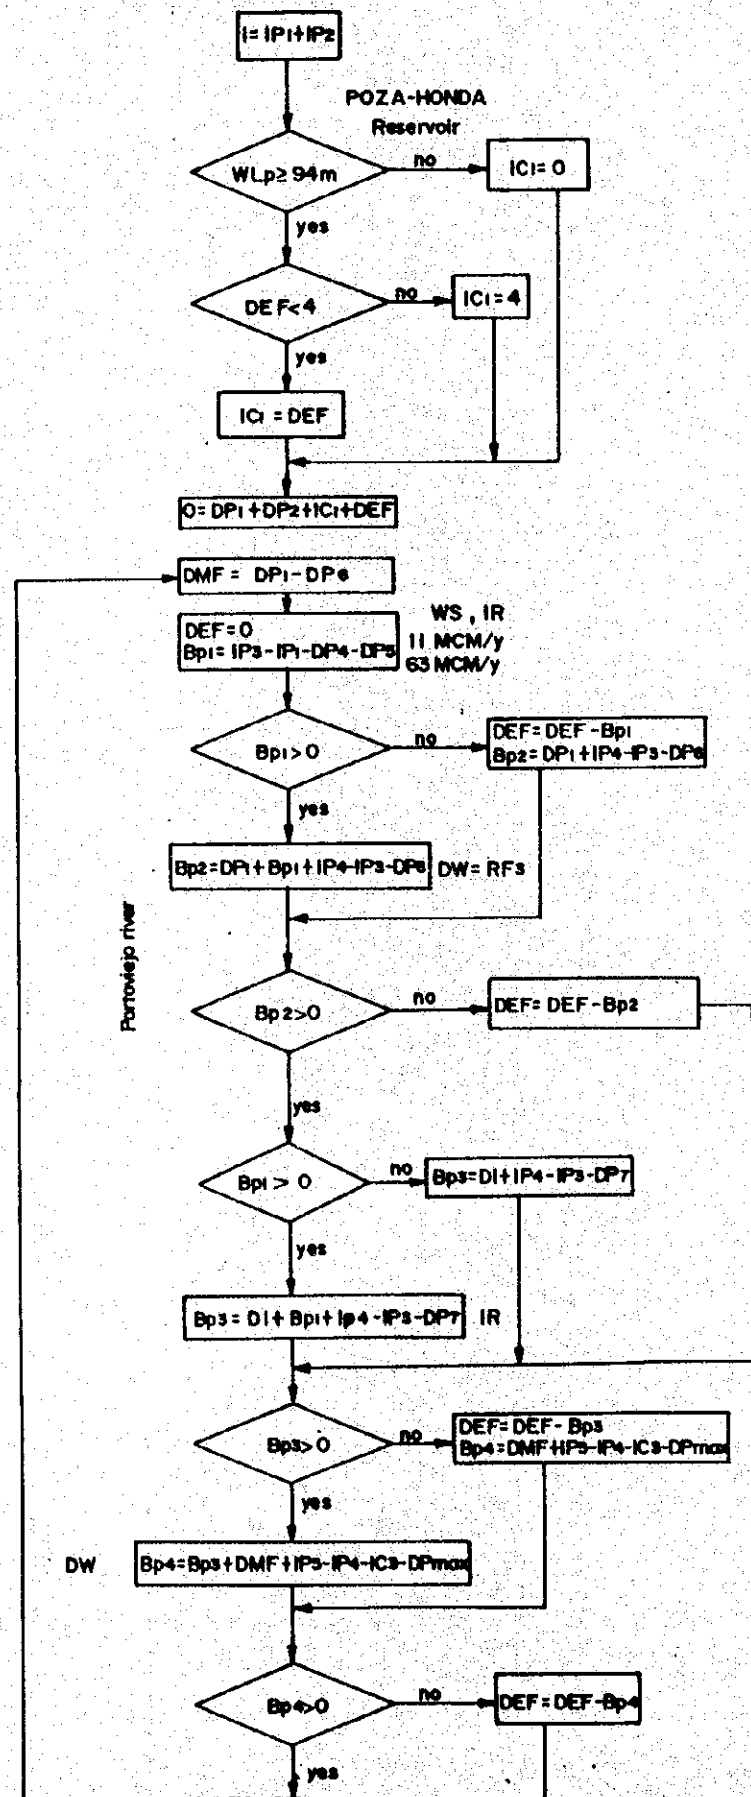 I = IP1+IP2
POZA-HONDA
Reservoir
WLp≥94m
no
IC1=0
yes
DEF<4
no
IC1=4
yes
IC1 = DEF
O=DP1+DP2+IC1+DEF
DMF = DP1-DP6
DEF=0
Bp1=IP3-IP1-DP4-DP5
WS , IR
11 MCM/y
63 MCM/y
Bp1>0
no
DEF=DEF-Bp1
Bp2=DP1+IP4-IP3-DP6
yes
Bp2=DP1+Bp1+IP4-IP3-DP6
DW=RF3
Portoviejo river
Bp2>0
no
DEF=DEF-Bp2
yes
Bp1 > 0
no
Bp3=DI+IP4-IP3-DP7
yes
Bp3= DI+Bp1+Ip4-IP3-DP7
IR
Bp3>0
no
DEF=DEF-Bp3
Bp4=DMF+IP5-IP4-IC3-DPmax
yes
DW
Bp4=Bp3+DMF+IP5-IP4-IC3-DPmax
Bp4>0
no
DEF=DEF-Bp4
yes